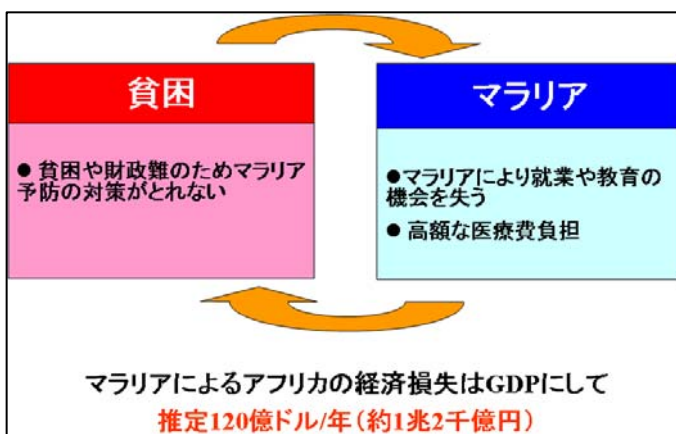 貧困
● 貧困や財政難のためマラリア
予防の対策がとれない
マラリア
●マラリアにより就業や教育の
機会を失う
● 高額な医療費負担
マラリアによるアフリカの経済損失はGDPにして
推定120億ドル/年(約1兆2千億円)